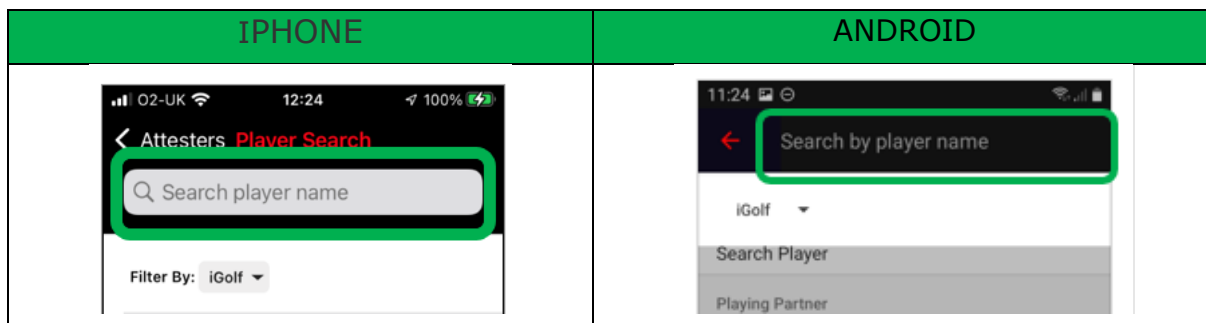 IPHONE
ANDROID
O2-UK 12:24 100%
Attesters Player Search
Search player name
Filter By: iGolf
11:24
Search by player name
iGolf
Search Player
Playing Partner